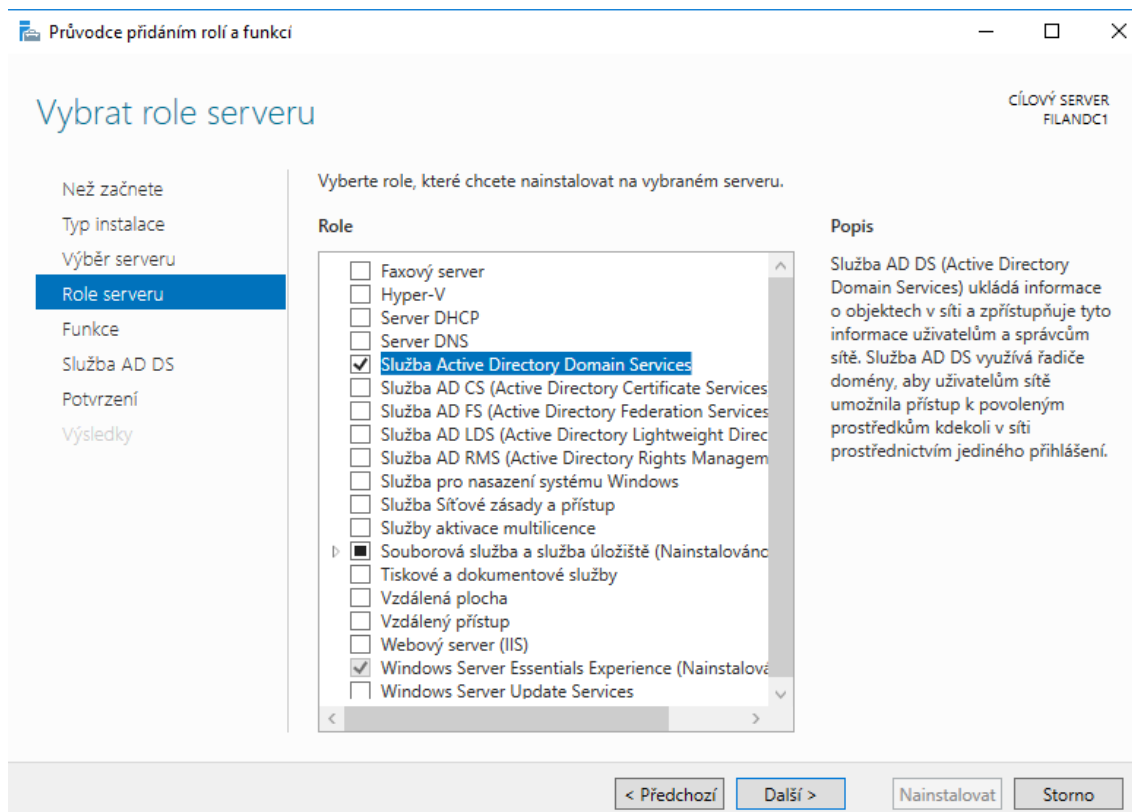 Průvodce přidáním rolí a funkcí
Vybrat role serveru
CÍLOVÝ SERVER
FILANDC1
Než začnete
Typ instalace
Výběr serveru
Role serveru
Funkce
Služba AD DS
Potvrzení
Výsledky
Vyberte role, které chcete nainstalovat na vybraném serveru.
Role
Faxový server
Hyper-V
Server DHCP
Server DNS
Služba Active Directory Domain Services
Služba AD CS (Active Directory Certificate Services
Služba AD FS (Active Directory Federation Services
Služba AD LDS (Active Directory Lightweight Direc
Služba AD RMS (Active Directory Rights Managem
Služba pro nasazení systému Windows
Služba Síťové zásady a přístup
Služby aktivace multilicence
Souborová služba a služba úložiště (Nainstalováno
Tiskové a dokumentové služby
Vzdálená plocha
Vzdálený přístup
Webový server (IIS)
Windows Server Essentials Experience (Nainstalová
Windows Server Update Services
Popis
Služba AD DS (Active Directory
Domain Services) ukládá informace
o objektech v síti a zpřístupňuje tyto
informace uživatelům a správcům
sítě. Služba AD DS využívá řadiče
domény, aby uživatelům sítě
umožnila přístup k povoleným
prostředkům kdekoli v síti
prostřednictvím jediného přihlášení.
< Předchozí
Další >
Nainstalovat
Storno